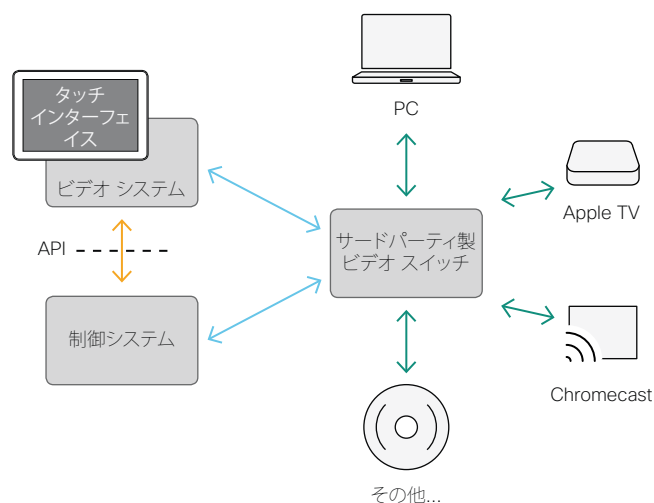 タッチ
インターフェ
イス
ビデオ システム
API
制御システム
PC
サードパーティ製
ビデオ スイッチ
Apple TV
Chromecast
その他...